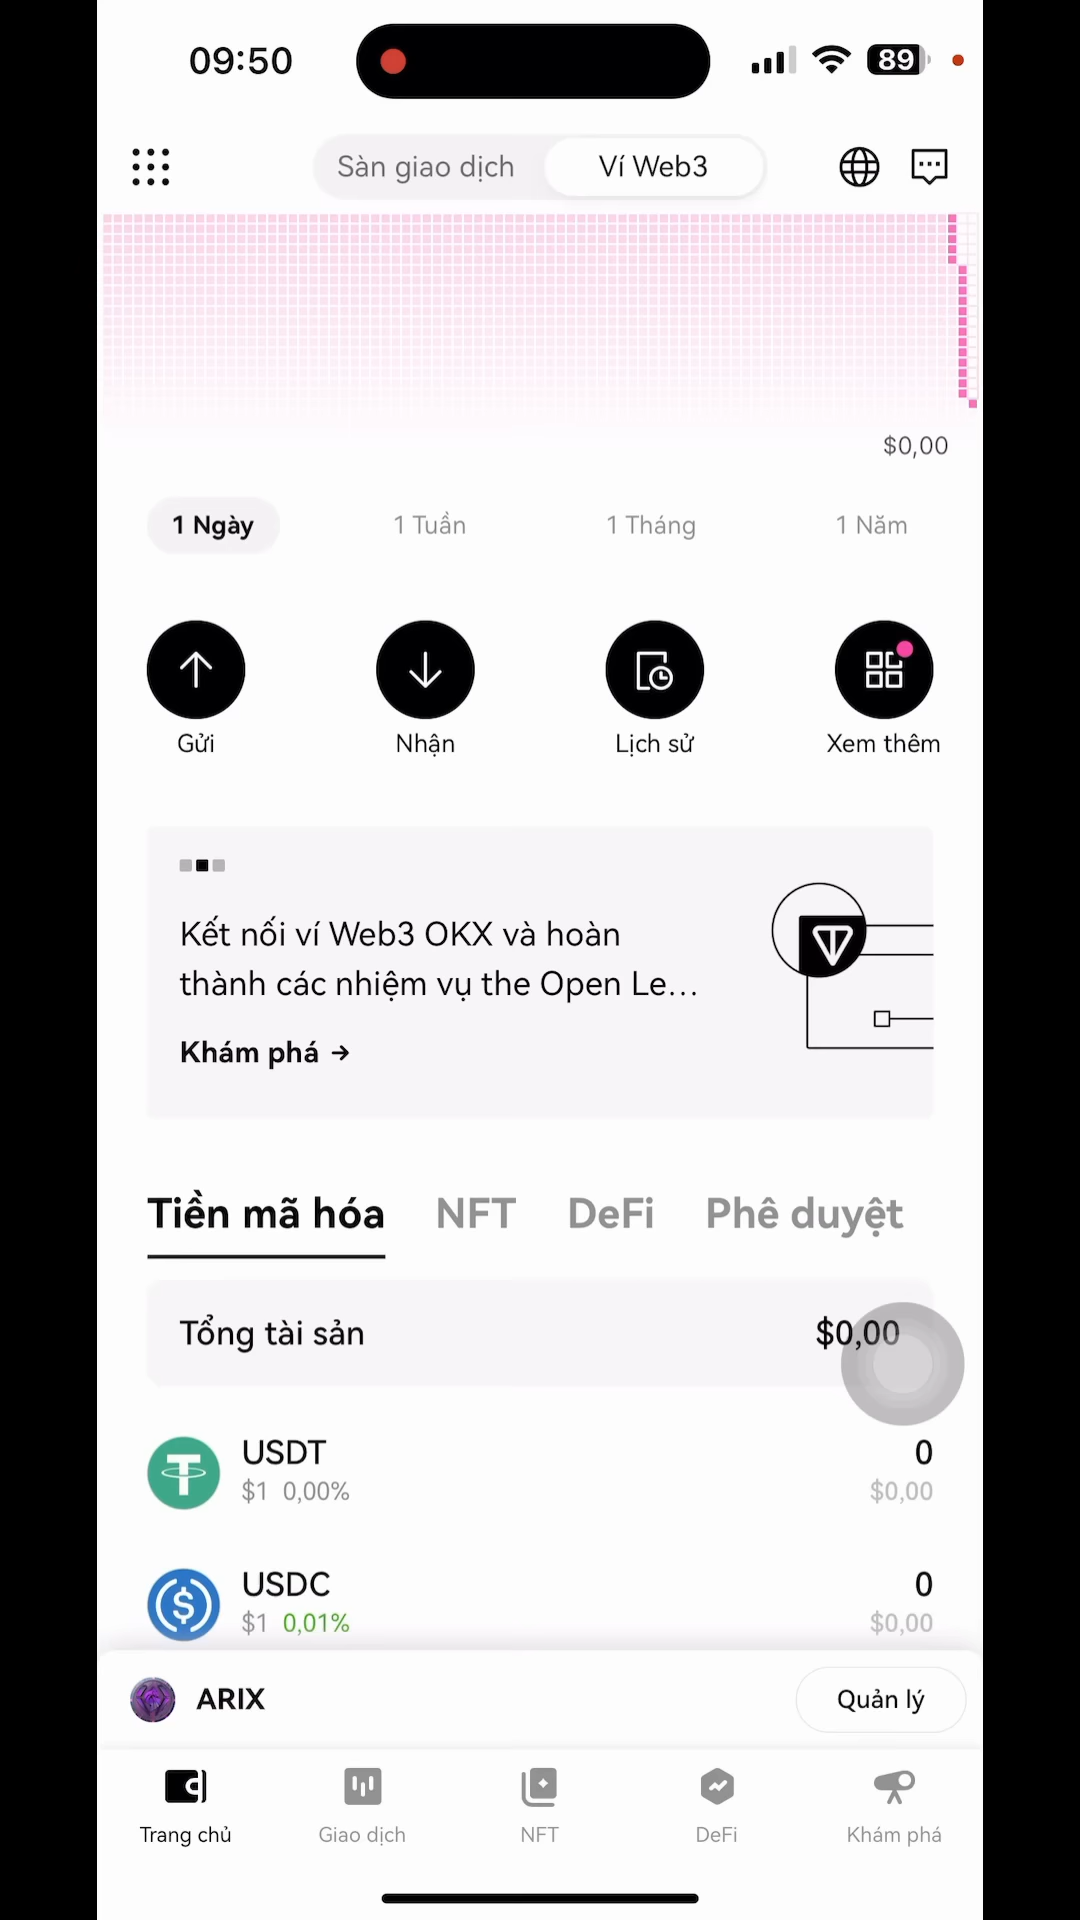 09:50
89
Sàn giao dịch
Ví Web3
$0,00
1 Ngày
1 Tuần
1 Tháng
1 Năm
Gửi
Nhận
Lịch sử
Xem thêm
Kết nối ví Web3 OKX và hoàn
thành các nhiệm vụ the Open Le...
Khám phá →
Tiền mã hóa
NFT
DeFi
Phê duyệt
Tổng tài sản
$0,00
USDT
0
$1 0,00%
$0,00
USDC
0
$1 0,01%
$0,00
ARIX
Quản lý
Trang chủ
Giao dịch
NFT
DeFi
Khám phá